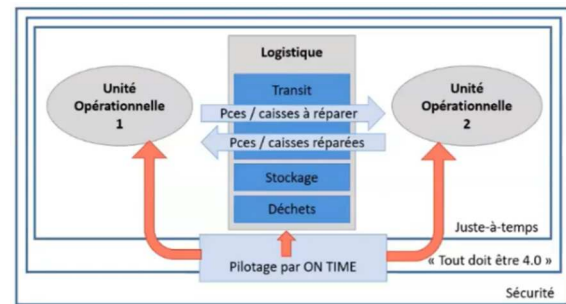 Logistique
Unité
Opérationnelle
1
Transit
Pces / caisses à réparer
Pces / caisses réparées
Stockage
Déchets
Unité
Opérationnelle
2
Juste-à-temps
Pilotage par ON TIME
« Tout doit être 4.0 »
Sécurité